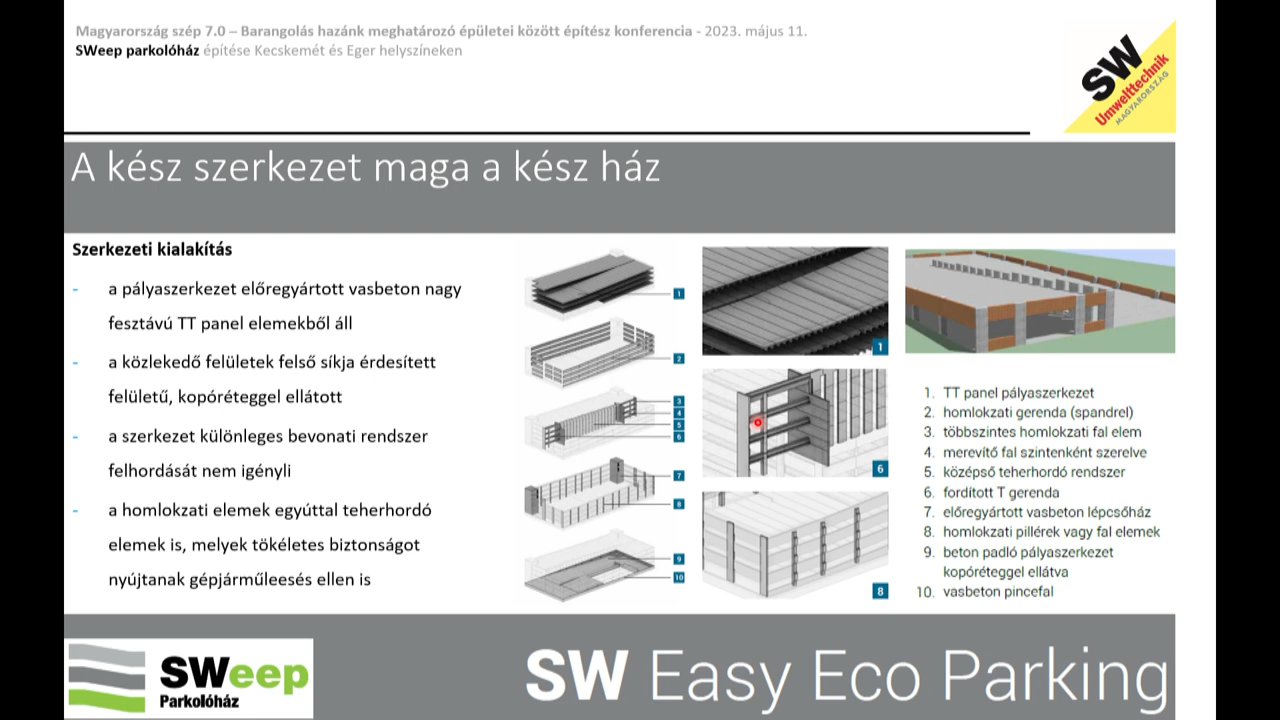 Magyarország szép 7.0 – Barangolás hazánk meghatározó épületei között építész konferencia - 2023. május 11.
SWeep parkolóház építése Kecskemét és Eger helyszíneken
SW
Umwelttechnik
MAGYARORSZÁG
A kész szerkezet maga a kész ház
Szerkezeti kialakítás
- a pályaszerkezet előregyártott vasbeton nagy
fesztávú TT panel elemekből áll
- a közlekedő felületek felső síkja érdesített
felületű, kopóréteggel ellátott
- a szerkezet különleges bevonati rendszer
felhordását nem igényli
- a homlokzati elemek egyúttal teherhordó
elemek is, melyek tökéletes biztonságot
nyújtanak gépjárműleesés ellen is
1
2
3
4
5
6
7
8
9
10
1
6
8
1. TT panel pályaszerkezet
2. homlokzati gerenda (spandrel)
3. többszintes homlokzati fal elem
4. merevítő fal szintenként szerelve
5. középső teherhordó rendszer
6. fordított T gerenda
7. előregyártott vasbeton lépcsőház
8. homlokzati pillérek vagy fal elemek
9. beton padló pályaszerkezet
kopóréteggel ellátva
10. vasbeton pincefal
SWeep
Parkolóház
SW Easy Eco Parking